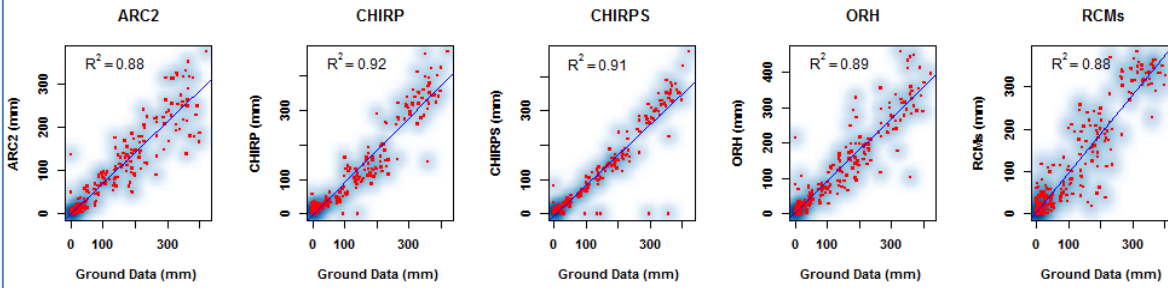 ARC2 CHIRP CHIRPS ORH RCMs
R² = 0.88 R² = 0.92 R² = 0.91 R² = 0.89 R² = 0.88
ARC2 (mm)
0 100 200 300
0 100 300
Ground Data (mm)
CHIRP (mm)
0 100 300
0 100 300
Ground Data (mm)
CHIRPS (mm)
0 100 300
0 100 300
Ground Data (mm)
ORH (mm)
0 100 200 300 400
0 100 300
Ground Data (mm)
RCMs (mm)
0 100 200 300
0 100 300
Ground Data (mm)